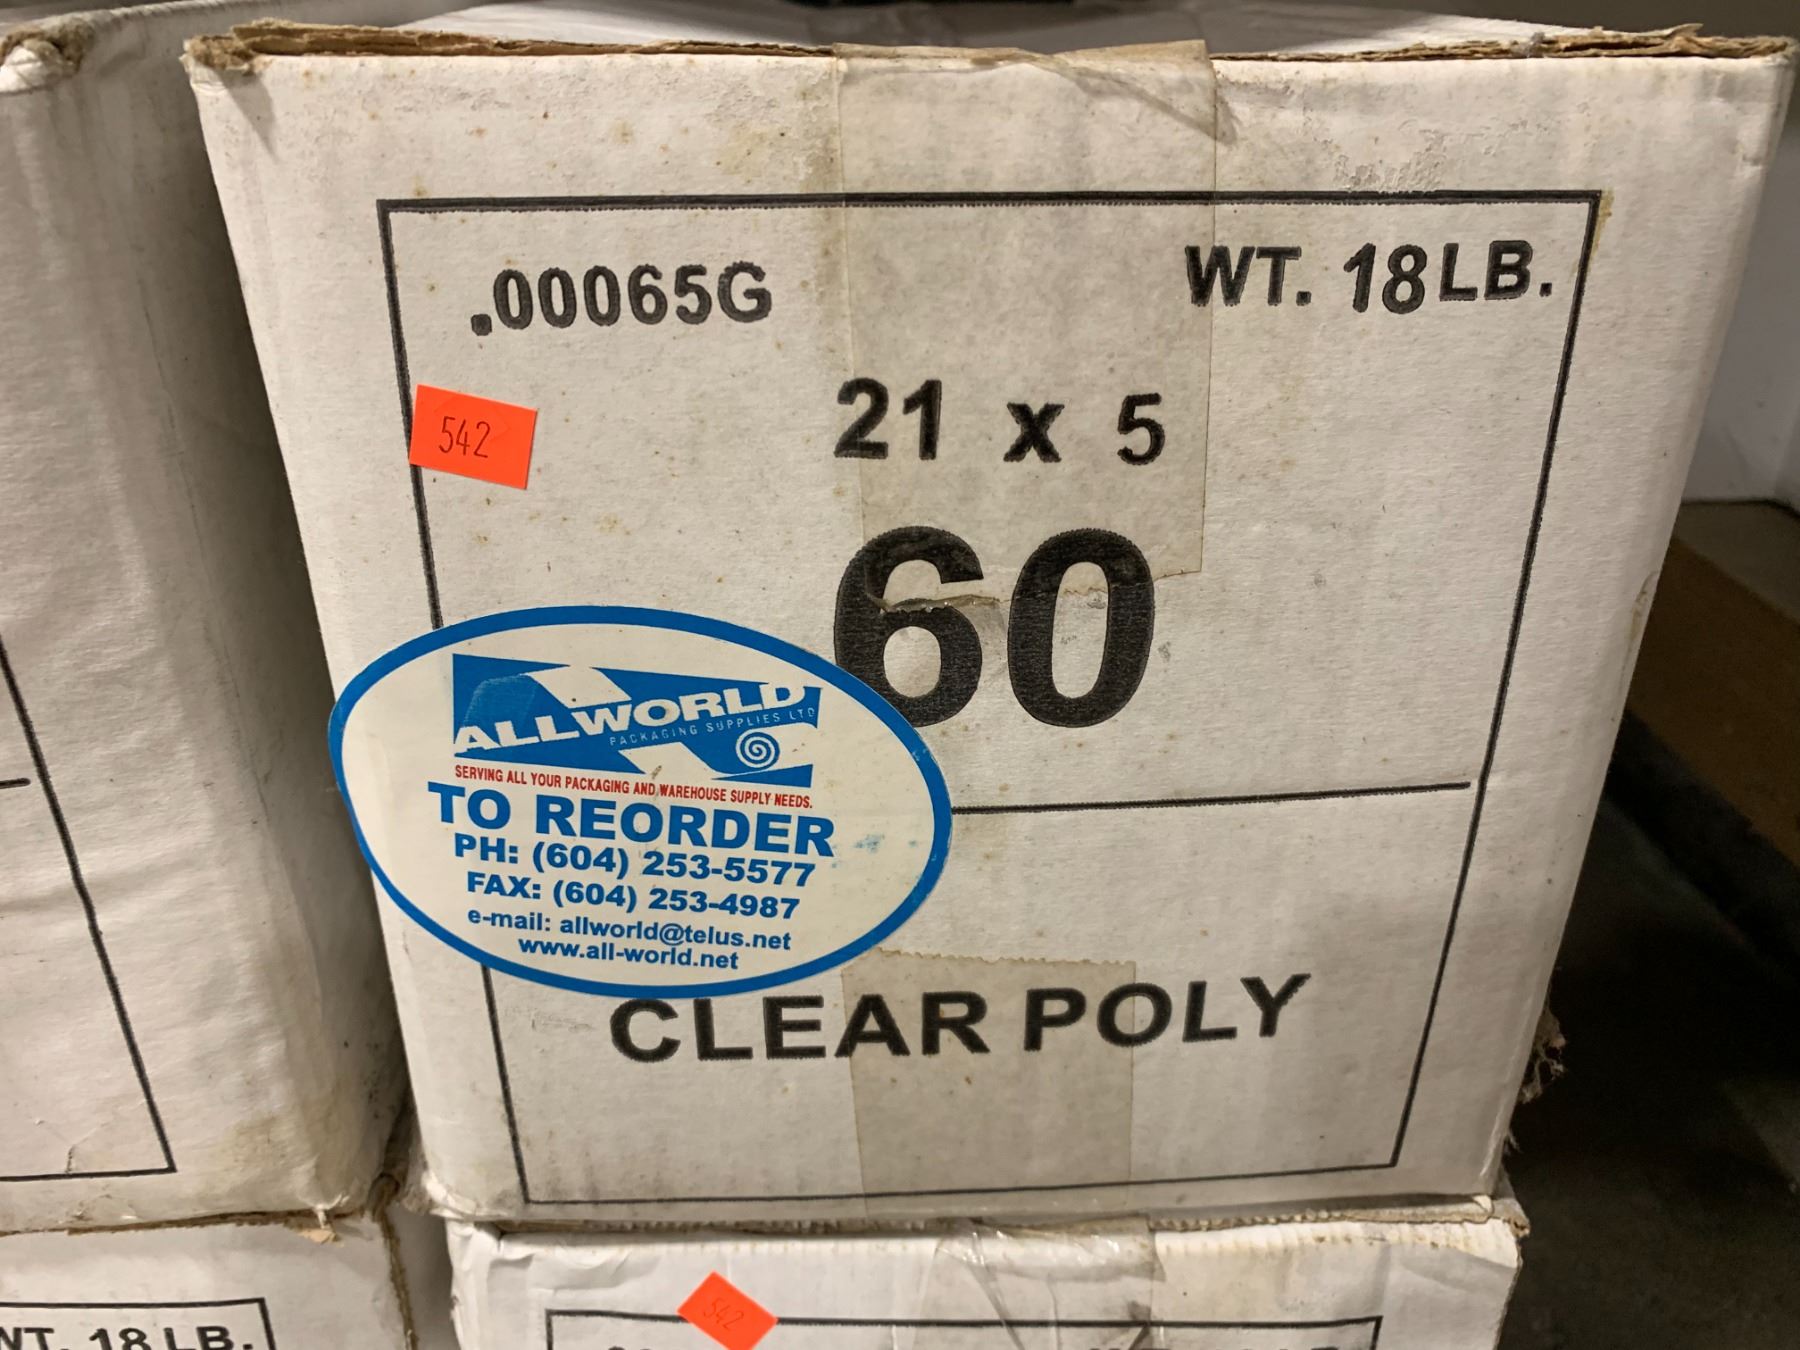 .00065G
WT. 18LB.
21 x 5
542
60
ALLWORLD
PACKAGING SUPPLIES LTD
SERVING ALL YOUR PACKAGING AND WAREHOUSE SUPPLY NEEDS.
TO REORDER
PH: (604) 253-5577
FAX: (604) 253-4987
e-mail: allworld@telus.net
www.all-world.net
CLEAR POLY
542
WT. 18 LB.